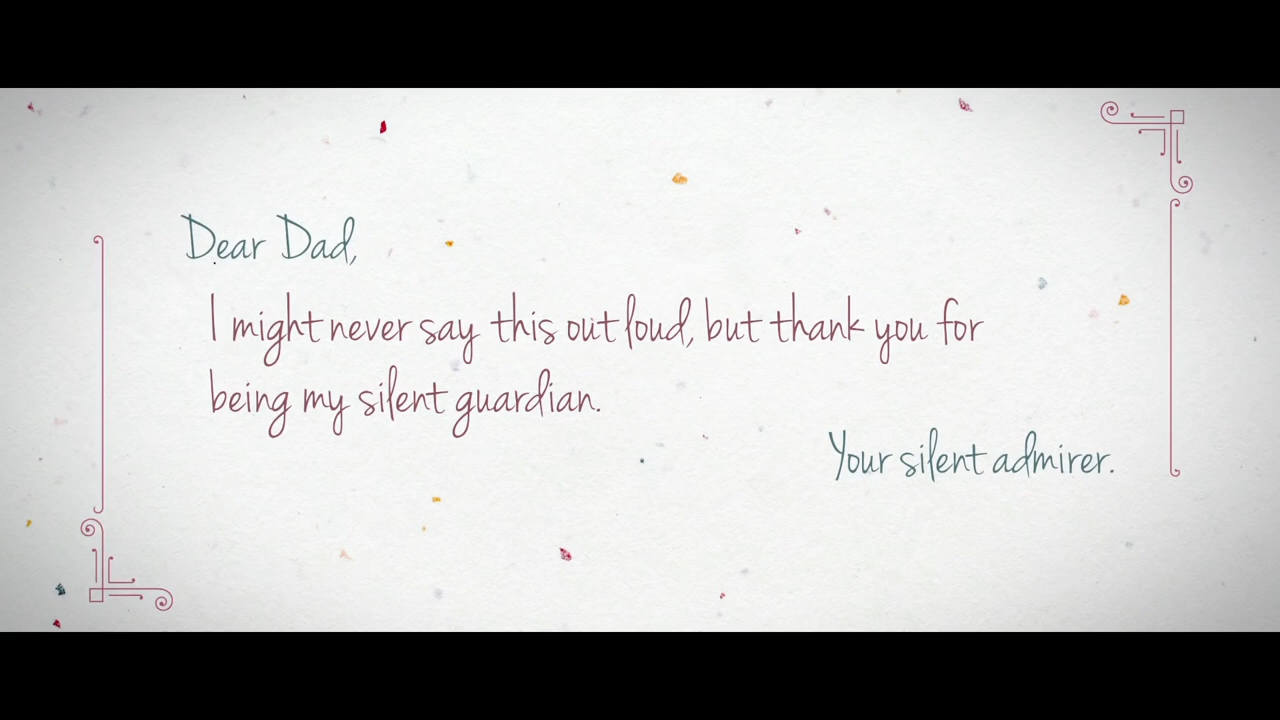 Dear Dad,
I might never say this out loud, but thank you for
being my silent guardian.
Your silent admirer.